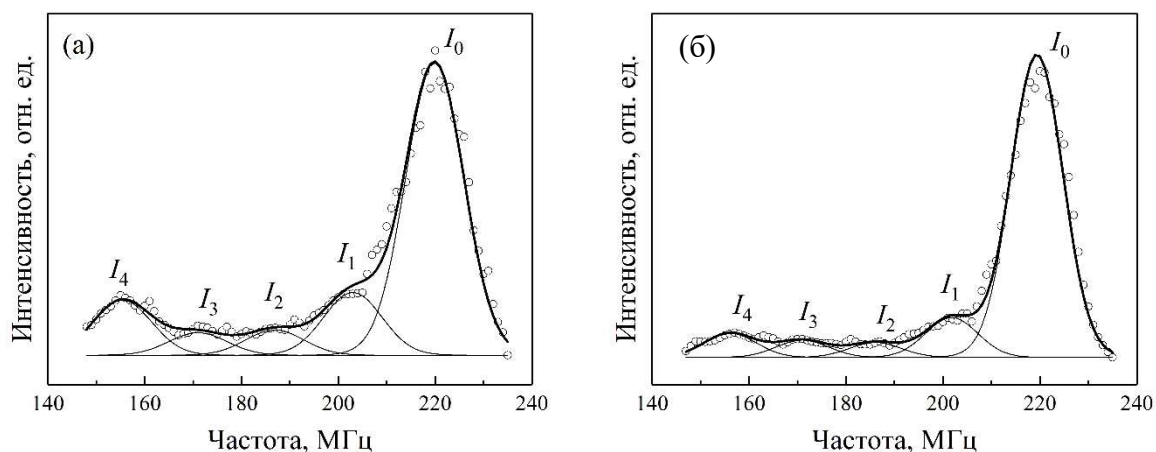 (а)
I₀
I₁
I₂
I₃
I₄
Интенсивность, отн. ед.
140 160 180 200 220 240
Частота, МГц
(б)
I₀
I₁
I₂
I₃
I₄
Интенсивность, отн. ед.
140 160 180 200 220 240
Частота, МГц